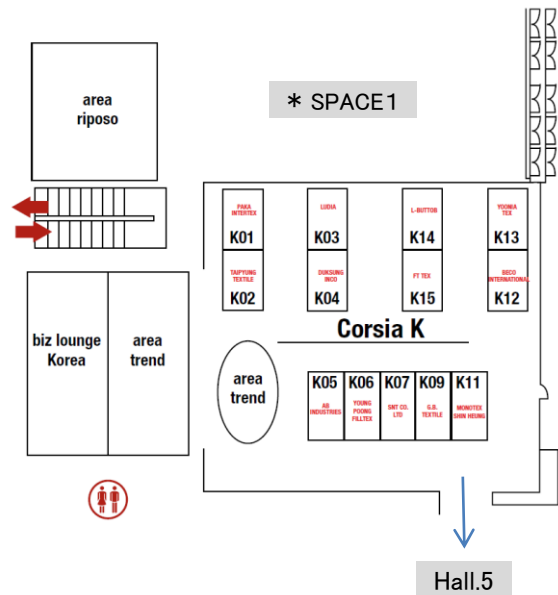 area
riposo
* SPACE1
PAKA
INTERTEX
K01
LUDIA
K03
L-BUTTON
K14
YOONIA
TEX
K13
TAIPYUNG
TEXTILE
K02
DUKSUNG
INCO
K04
FT TEX
K15
BECO
INTERNATIONAL
K12
Corsia K
biz lounge
Korea
area
trend
area
trend
K05
AB
INDUSTRIES
K06
YOUNG
POONG
FILLTEX
K07
SNT CO.
LTD
K09
G.B.
TEXTILE
K11
MONOTEX
SHIN HEUNG
Hall.5